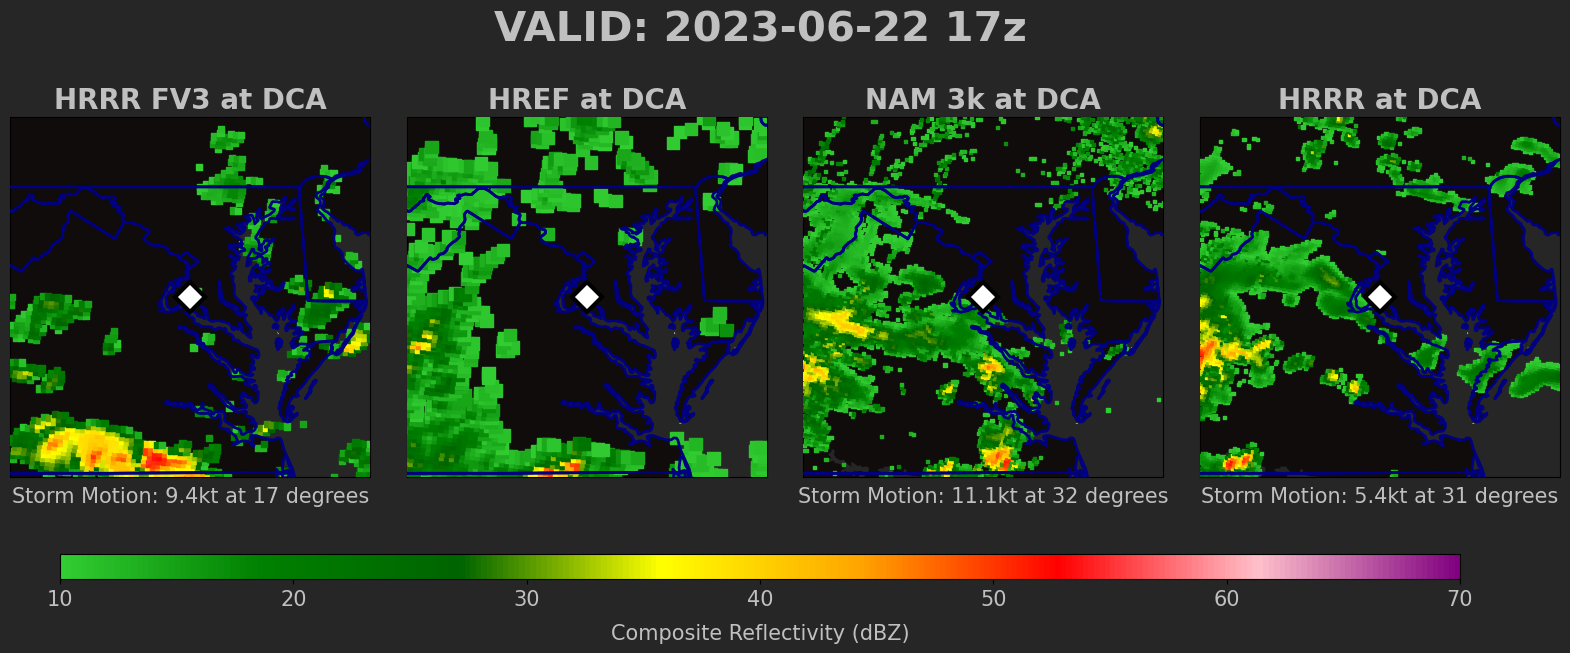 VALID: 2023-06-22 17z
HRRR FV3 at DCA
HREF at DCA
NAM 3k at DCA
HRRR at DCA
Storm Motion: 9.4kt at 17 degrees
Storm Motion: 11.1kt at 32 degrees
Storm Motion: 5.4kt at 31 degrees
10 20 30 40 50 60 70
Composite Reflectivity (dBZ)